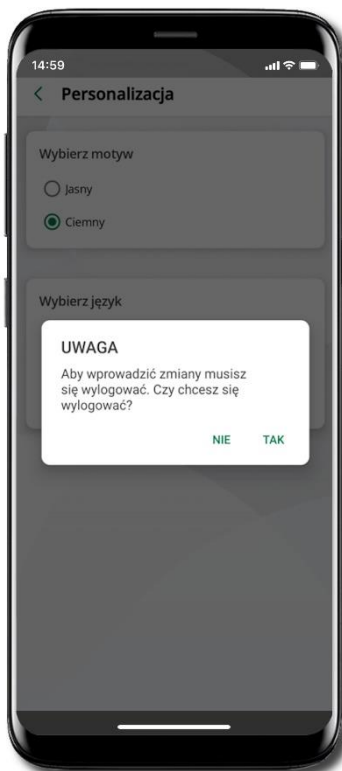 14:59
Personalizacja
Wybierz motyw
Jasny
Ciemny
Wybierz język
UWAGA
Aby wprowadzić zmiany musisz
się wylogować. Czy chcesz się
wylogować?
NIE TAK